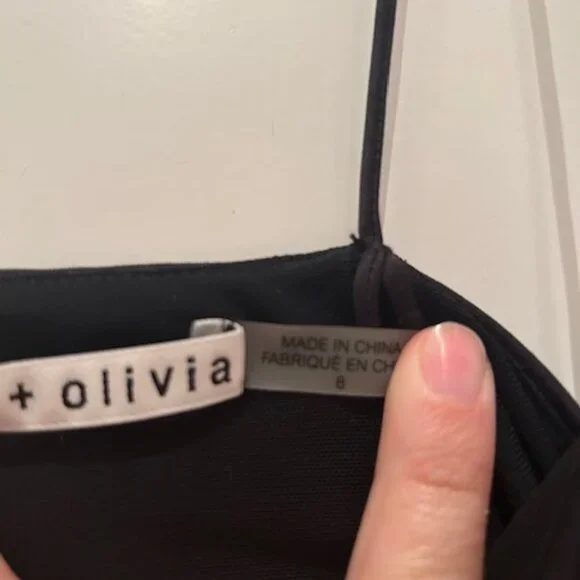 + olivia
MADE IN CHINA
FABRIQUÉ EN
8